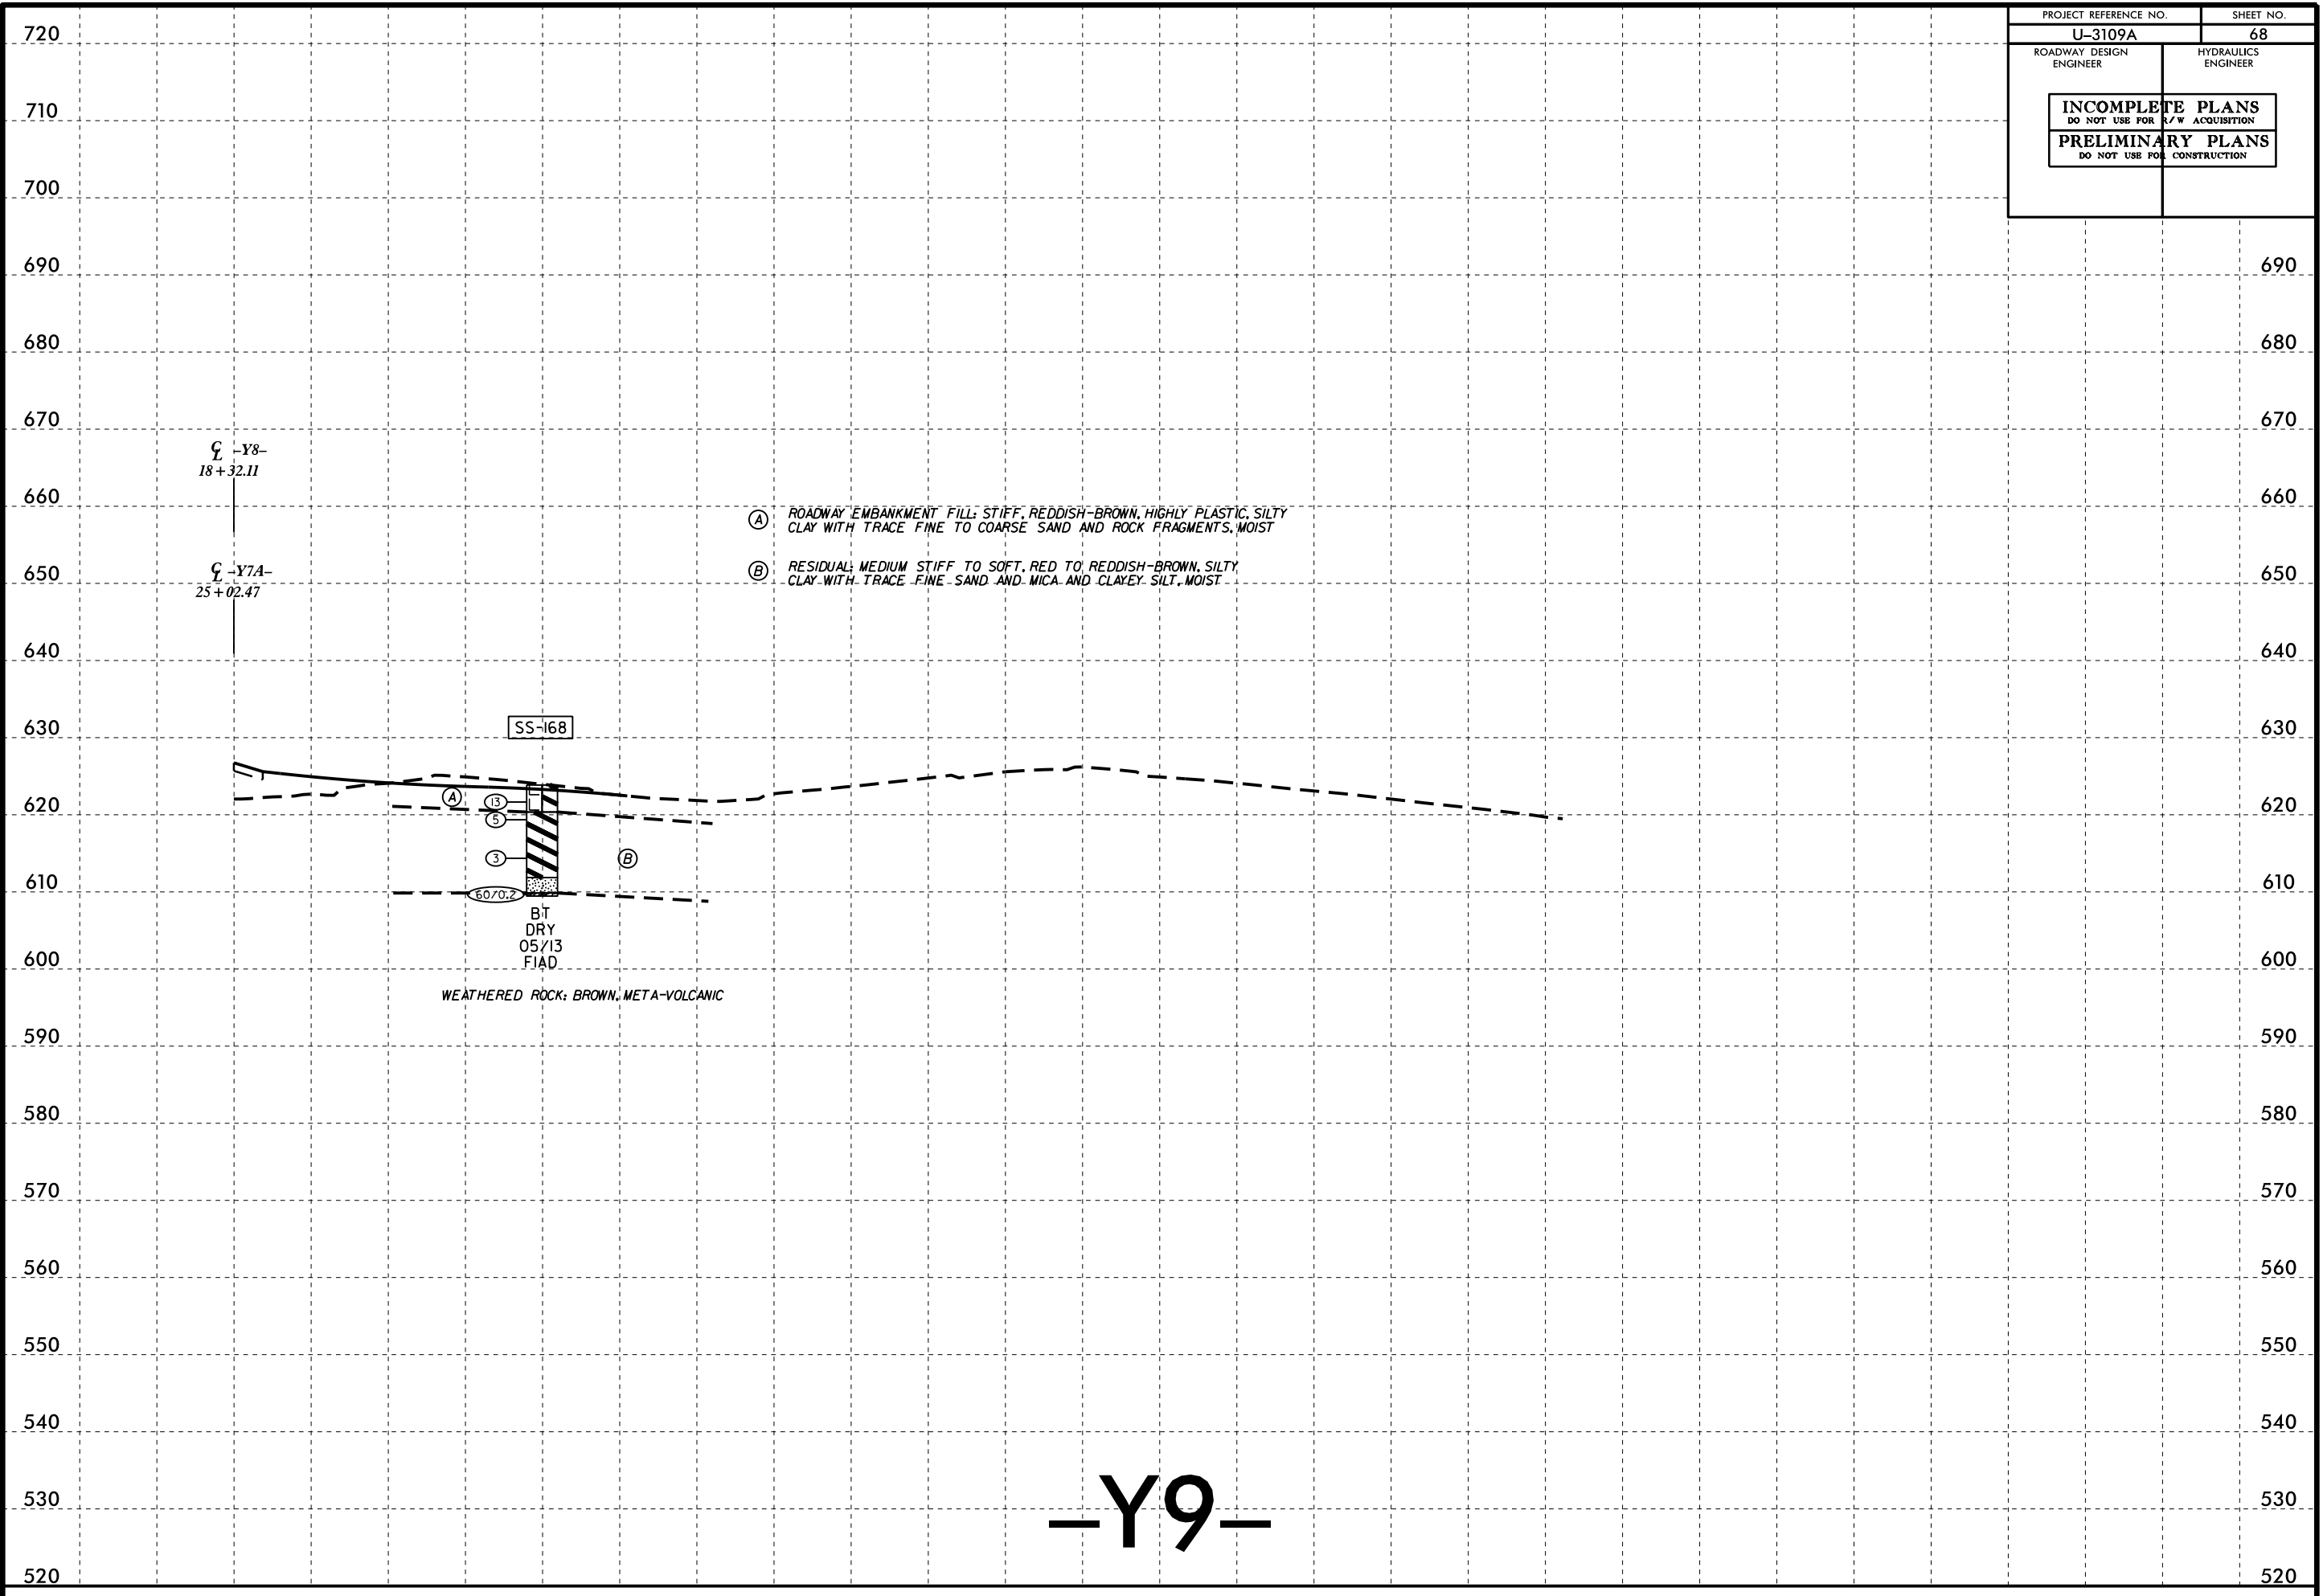 PROJECT REFERENCE NO. SHEET NO.
U-3109A 68
ROADWAY DESIGN ENGINEER HYDRAULICS ENGINEER
INCOMPLETE PLANS
DO NOT USE FOR R/W ACQUISITION
PRELIMINARY PLANS
DO NOT USE FOR CONSTRUCTION
720
710
700
690 690
680 680
670 670
℄ -Y8-
18+32.11
660 660
Ⓐ ROADWAY EMBANKMENT FILL: STIFF, REDDISH-BROWN, HIGHLY PLASTIC, SILTY
CLAY WITH TRACE FINE TO COARSE SAND AND ROCK FRAGMENTS, MOIST
℄ -Y7A-
25+02.47
650 650
Ⓑ RESIDUAL: MEDIUM STIFF TO SOFT, RED TO REDDISH-BROWN, SILTY
CLAY WITH TRACE FINE SAND AND MICA AND CLAYEY SILT, MOIST
640 640
630 630
SS-168
A
13
620 620
5
3
B
610 610
60/0.2
BT
DRY
05/13
FIAD
600 600
WEATHERED ROCK: BROWN, META-VOLCANIC
590 590
580 580
570 570
560 560
550 550
540 540
530 530
-Y9-
520 520